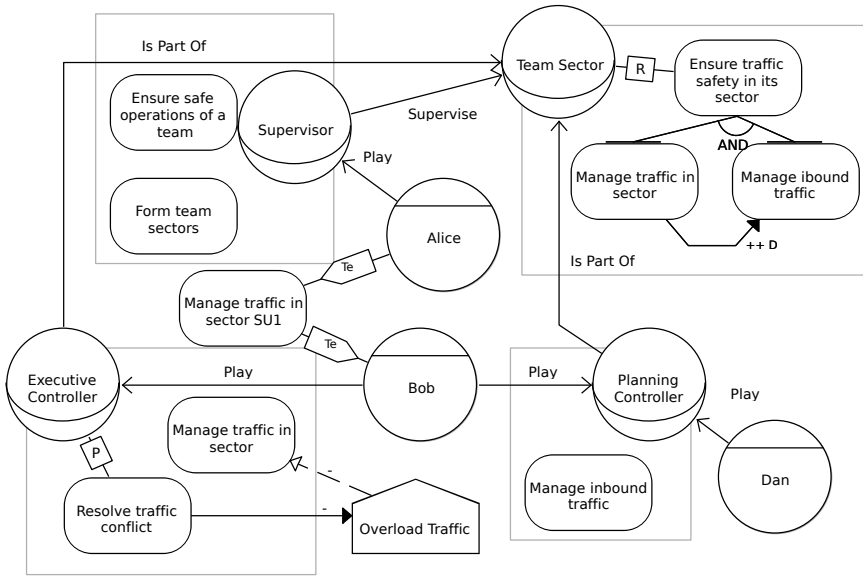 Is Part Of
Team Sector
R
Ensure traffic
safety in its
sector
Ensure safe
operations of a
team
Supervisor
Supervise
AND
Play
Manage traffic in
sector
Manage ibound
traffic
Form team
sectors
Alice
++ D
Te
Is Part Of
Manage traffic in
sector SU1
Te
Executive
Controller
Play
Bob
Play
Planning
Controller
Play
Manage traffic in
sector
P
-
Dan
Resolve traffic
conflict
-
Overload Traffic
Manage inbound
traffic